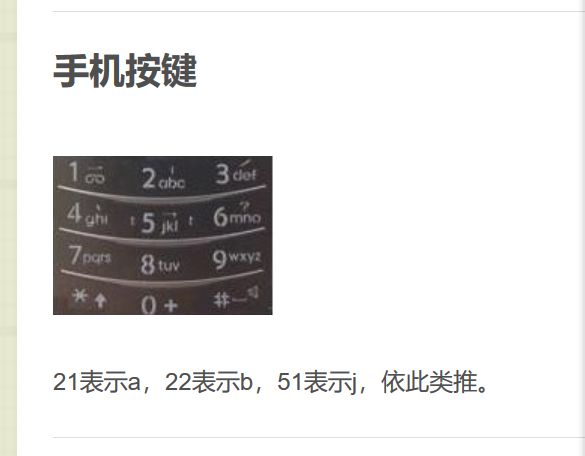 手机按键
1
2 abc
3 def
4 ghi
5 jkl
6 mno
7 pqrs
8 tuv
9 wxyz
* 0 + #
21表示a，22表示b，51表示j，依此类推。